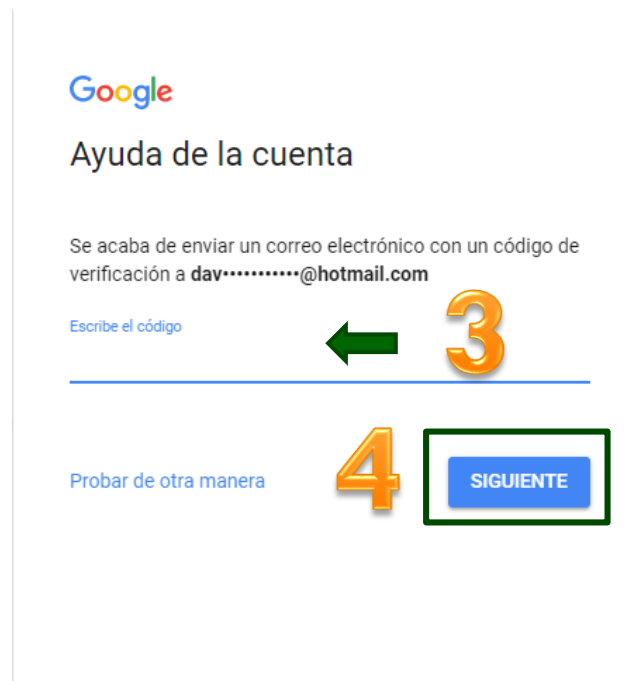 Google
Ayuda de la cuenta
Se acaba de enviar un correo electrónico con un código de
verificación a dav•••••••••••@hotmail.com
Escribe el código
3
Probar de otra manera
4
SIGUIENTE